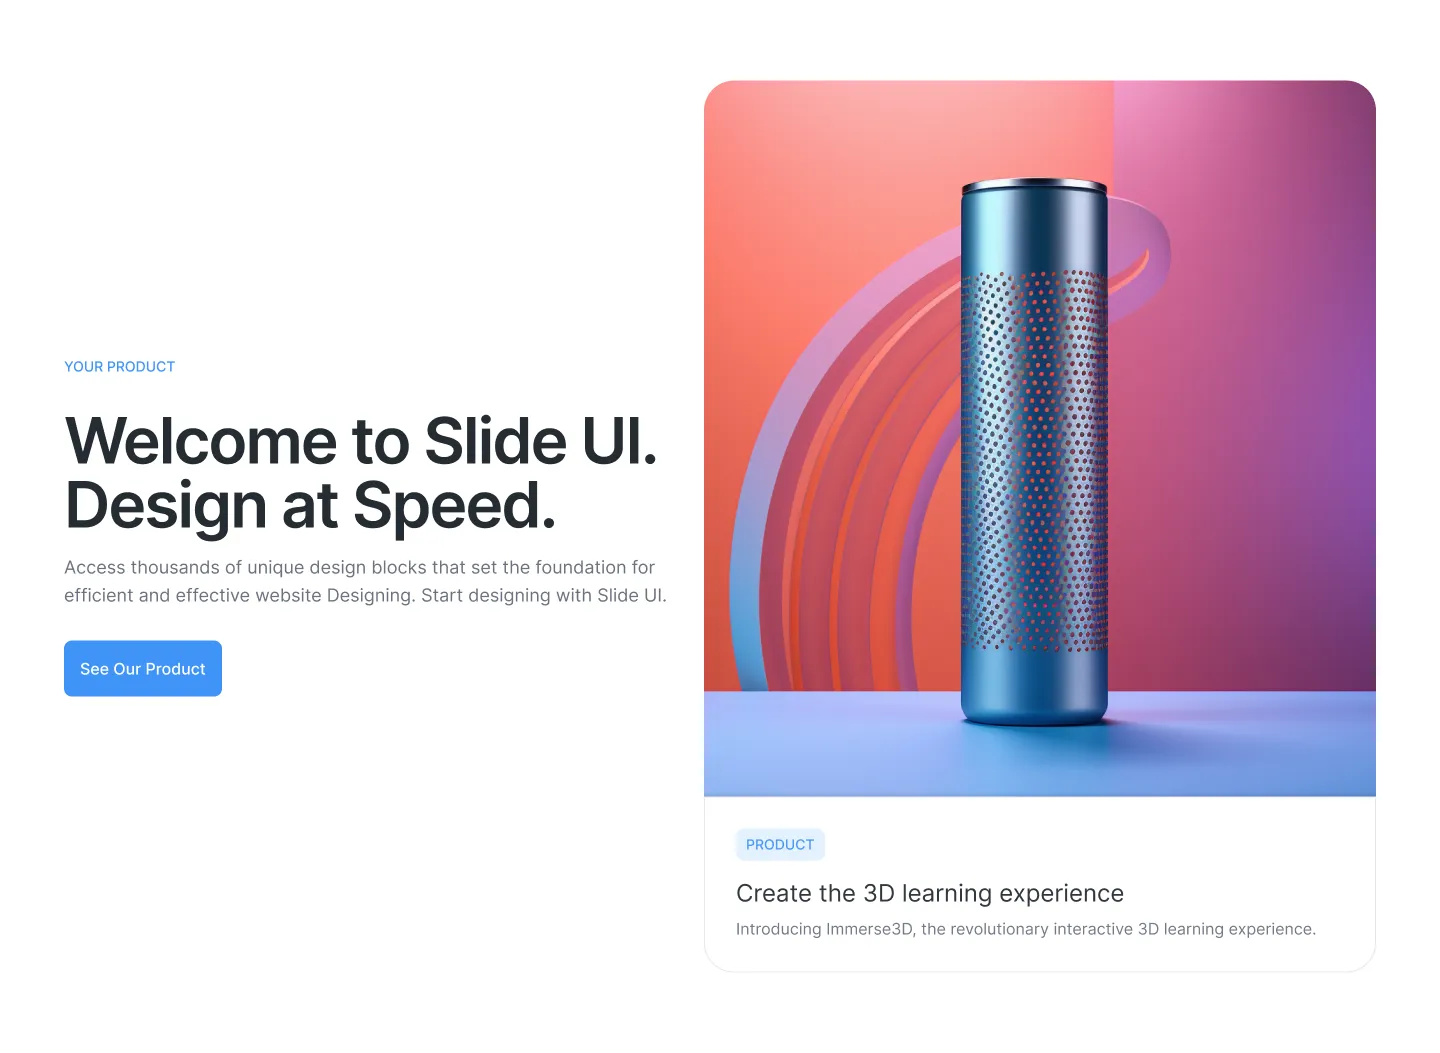 YOUR PRODUCT
Welcome to Slide UI.
Design at Speed.
Access thousands of unique design blocks that set the foundation for
efficient and effective website Designing. Start designing with Slide UI.
See Our Product
PRODUCT
Create the 3D learning experience
Introducing Immerse3D, the revolutionary interactive 3D learning experience.